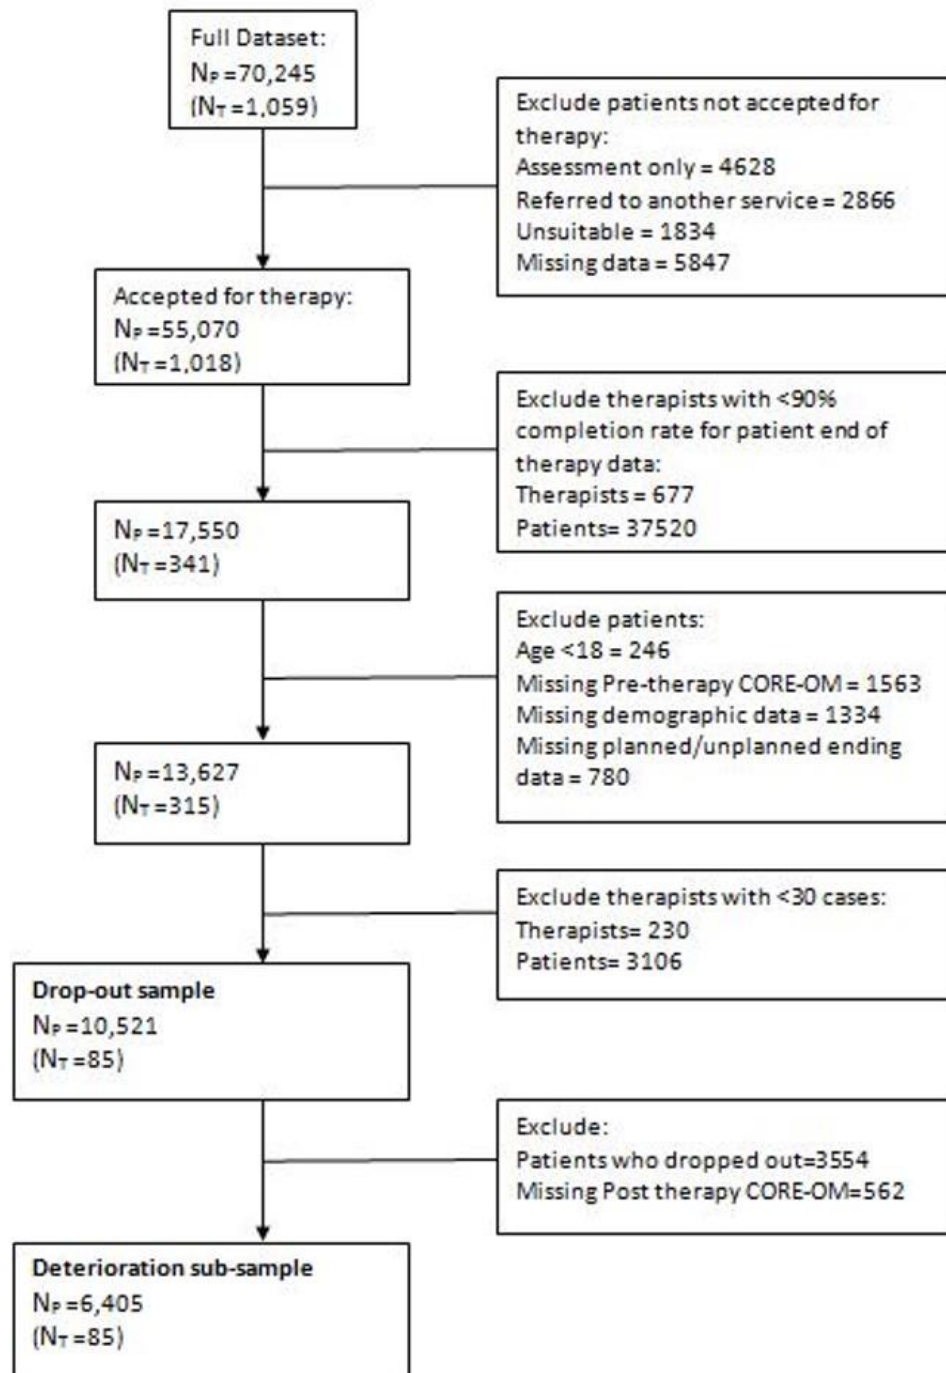 Full Dataset:
Nₚ=70,245
(N_T=1,059)
Exclude patients not accepted for
therapy:
Assessment only = 4628
Referred to another service = 2866
Unsuitable = 1834
Missing data = 5847
Accepted for therapy:
Nₚ=55,070
(N_T=1,018)
Exclude therapists with <90%
completion rate for patient end of
therapy data:
Therapists = 677
Patients= 37520
Nₚ=17,550
(N_T=341)
Exclude patients:
Age <18 = 246
Missing Pre-therapy CORE-OM = 1563
Missing demographic data = 1334
Missing planned/unplanned ending
data = 780
Nₚ=13,627
(N_T=315)
Exclude therapists with <30 cases:
Therapists= 230
Patients= 3106
Drop-out sample
Nₚ=10,521
(N_T=85)
Exclude:
Patients who dropped out=3554
Missing Post therapy CORE-OM=562
Deterioration sub-sample
Nₚ=6,405
(N_T=85)